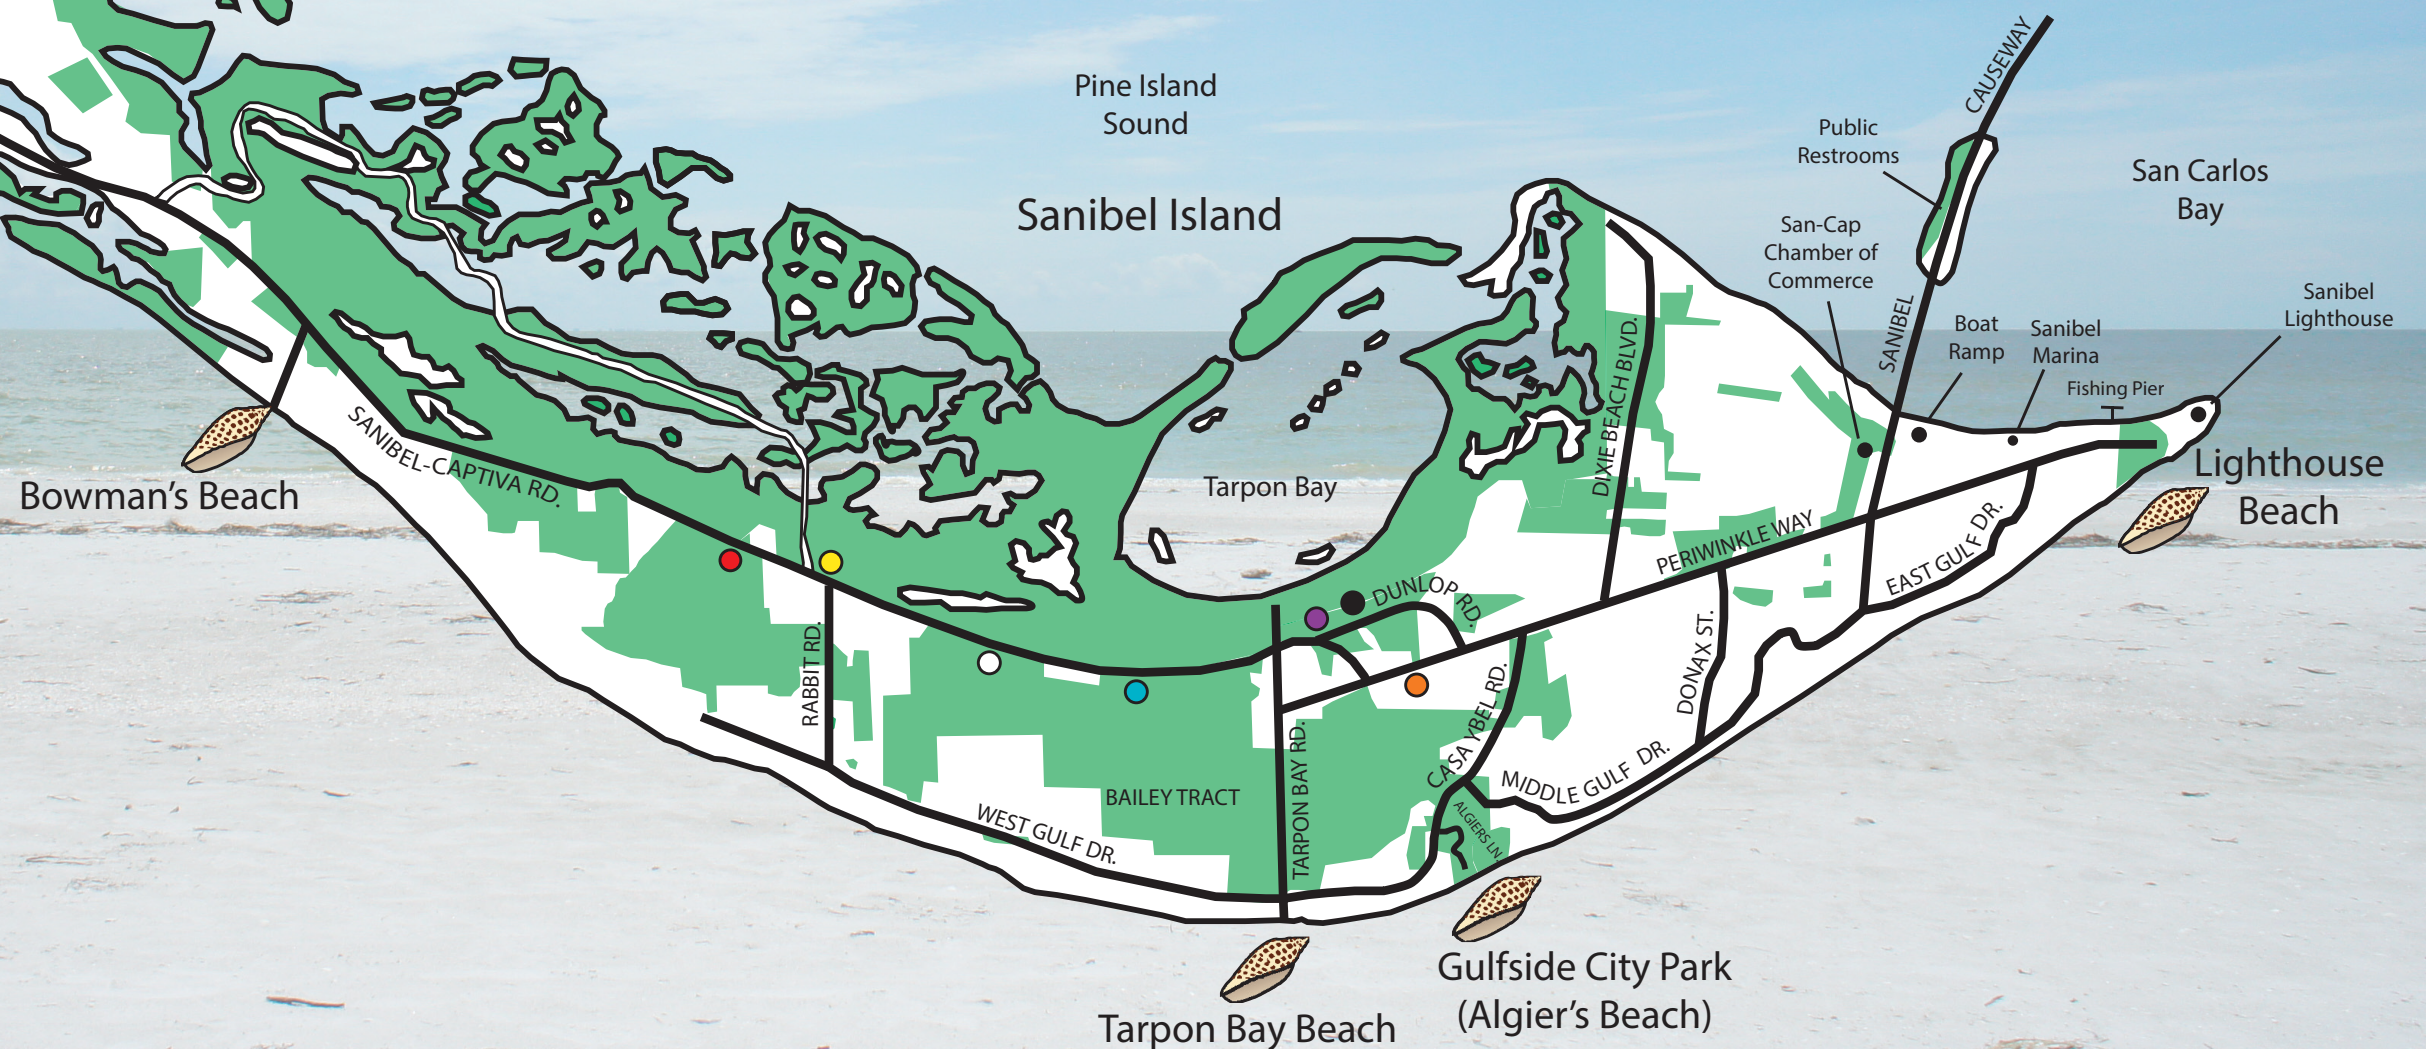 Pine Island
Sound
Sanibel Island
CAUSEWAY
SANIBEL
Public
Restrooms
San Carlos
Bay
San-Cap
Chamber of
Commerce
Sanibel
Lighthouse
Boat
Ramp
Sanibel
Marina
Fishing Pier
Lighthouse
Beach
DIXIE BEACH BLVD.
Tarpon Bay
SANIBEL-CAPTIVA RD.
Bowman's Beach
PERIWINKLE WAY
EAST GULF DR.
DUNLOP RD.
RABBIT RD.
DONAX ST.
CASA YBEL RD.
TARPON BAY RD.
MIDDLE GULF DR.
BAILEY TRACT
ALGIERS LN.
WEST GULF DR.
Gulfside City Park
(Algier's Beach)
Tarpon Bay Beach